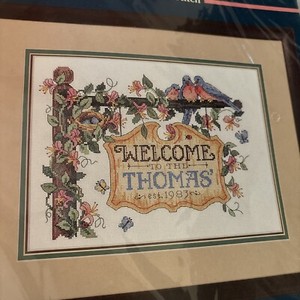 WELCOME
TO THE
THOMAS'
est. 1983